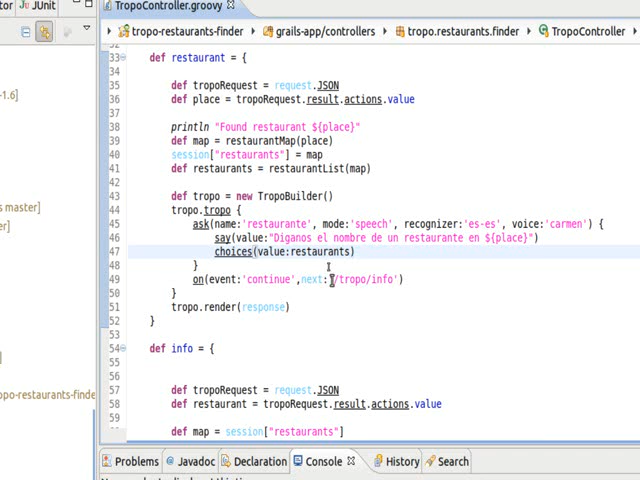 tor JUnit
TropoController.groovy
tropo-restaurants-finder grails-app/controllers tropo.restaurants.finder TropoController
32
33 def restaurant = {
34
35 def tropoRequest = request.JSON
36 def place = tropoRequest.result.actions.value
37
38 println "Found restaurant ${place}"
39 def map = restaurantMap(place)
40 session["restaurants"] = map
41 def restaurants = restaurantList(map)
42
43 def tropo = new TropoBuilder()
44 tropo.tropo {
45 ask(name:'restaurante', mode:'speech', recognizer:'es-es', voice:'carmen') {
46 say(value:"Diganos el nombre de un restaurante en ${place}")
47 choices(value:restaurants)
48 }
49 on(event:'continue',next:'/tropo/info')
50 }
51 tropo.render(response)
52 }
53
54 def info = {
55
56
57 def tropoRequest = request.JSON
58 def restaurant = tropoRequest.result.actions.value
59
def map = session["restaurants"]
-1.6]
s master]
er]
]
opo-restaurants-finde
Problems Javadoc Declaration Console History Search